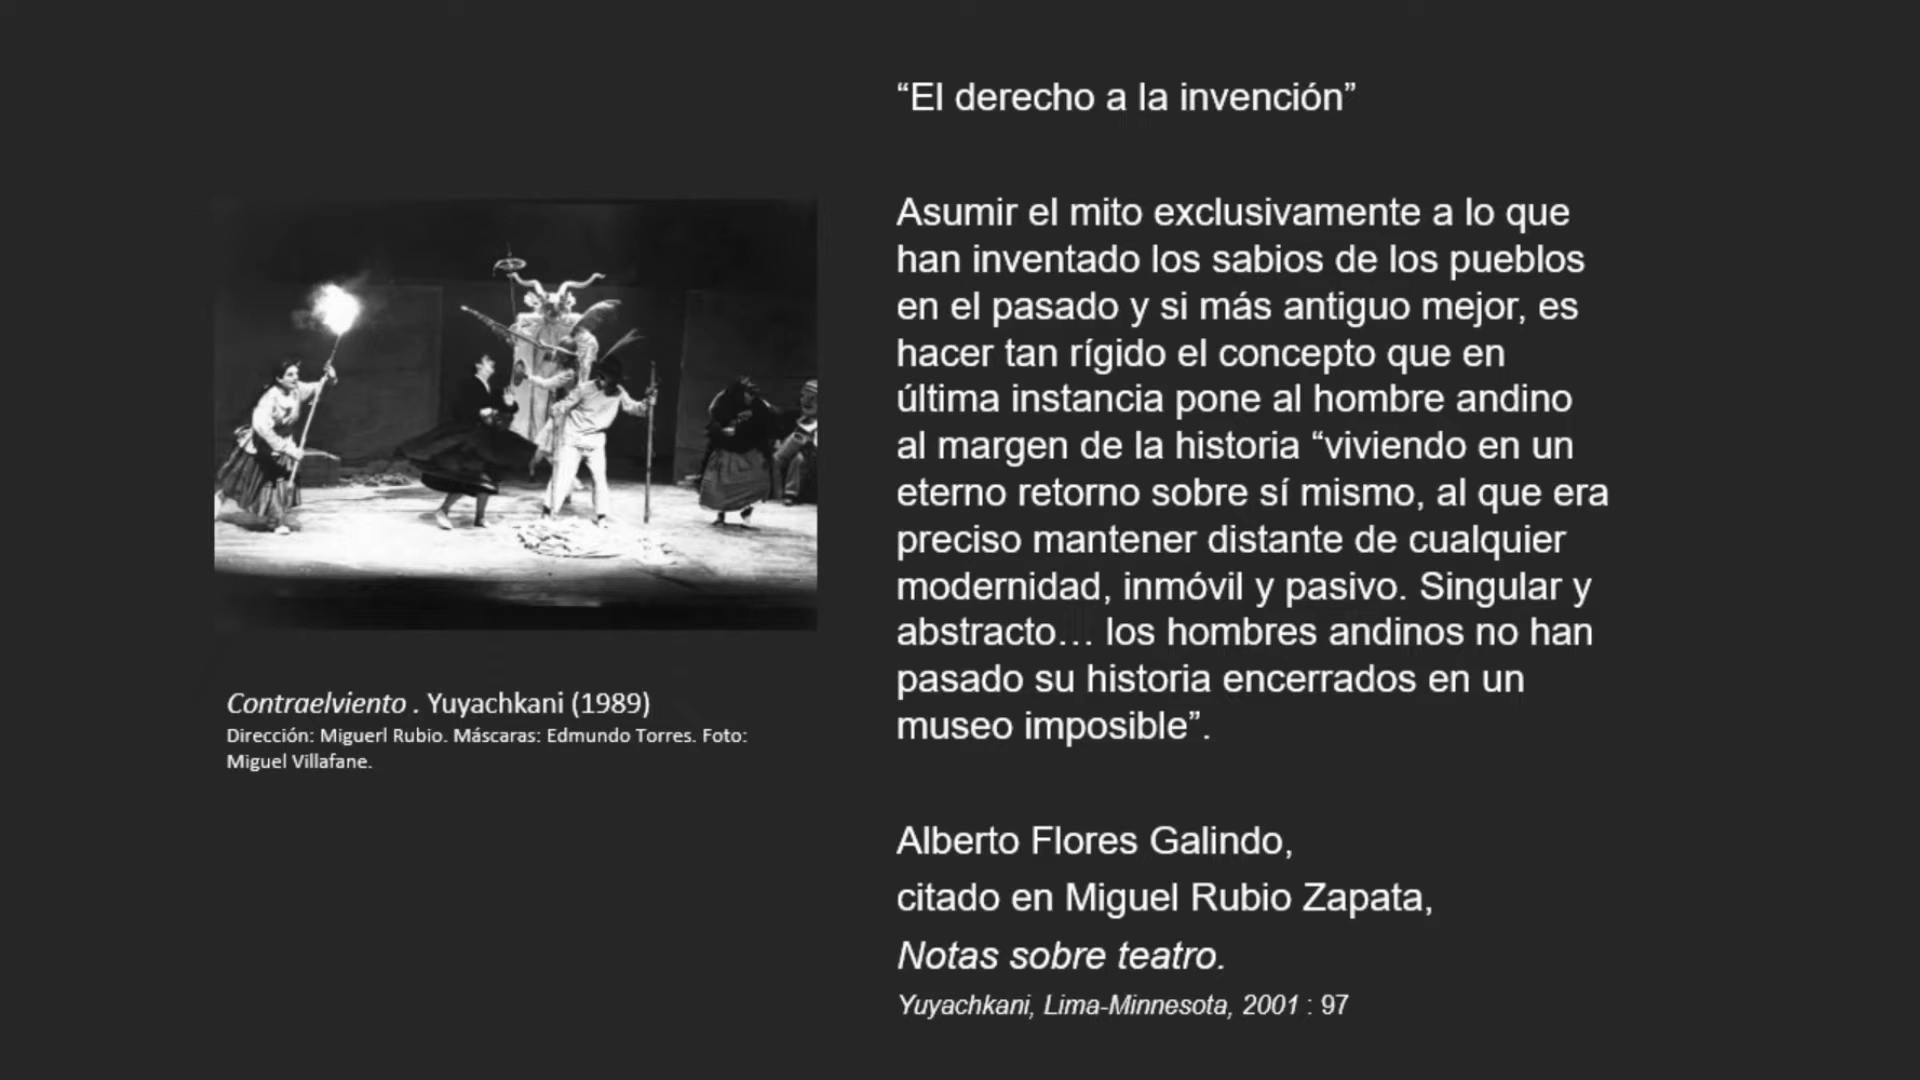 “El derecho a la invención”
Asumir el mito exclusivamente a lo que
han inventado los sabios de los pueblos
en el pasado y si más antiguo mejor, es
hacer tan rígido el concepto que en
última instancia pone al hombre andino
al margen de la historia “viviendo en un
eterno retorno sobre sí mismo, al que era
preciso mantener distante de cualquier
modernidad, inmóvil y pasivo. Singular y
abstracto… los hombres andinos no han
pasado su historia encerrados en un
museo imposible”.
Alberto Flores Galindo,
citado en Miguel Rubio Zapata,
Notas sobre teatro.
Yuyachkani, Lima-Minnesota, 2001 : 97
Contraelviento . Yuyachkani (1989)
Dirección: Miguerl Rubio. Máscaras: Edmundo Torres. Foto:
Miguel Villafane.